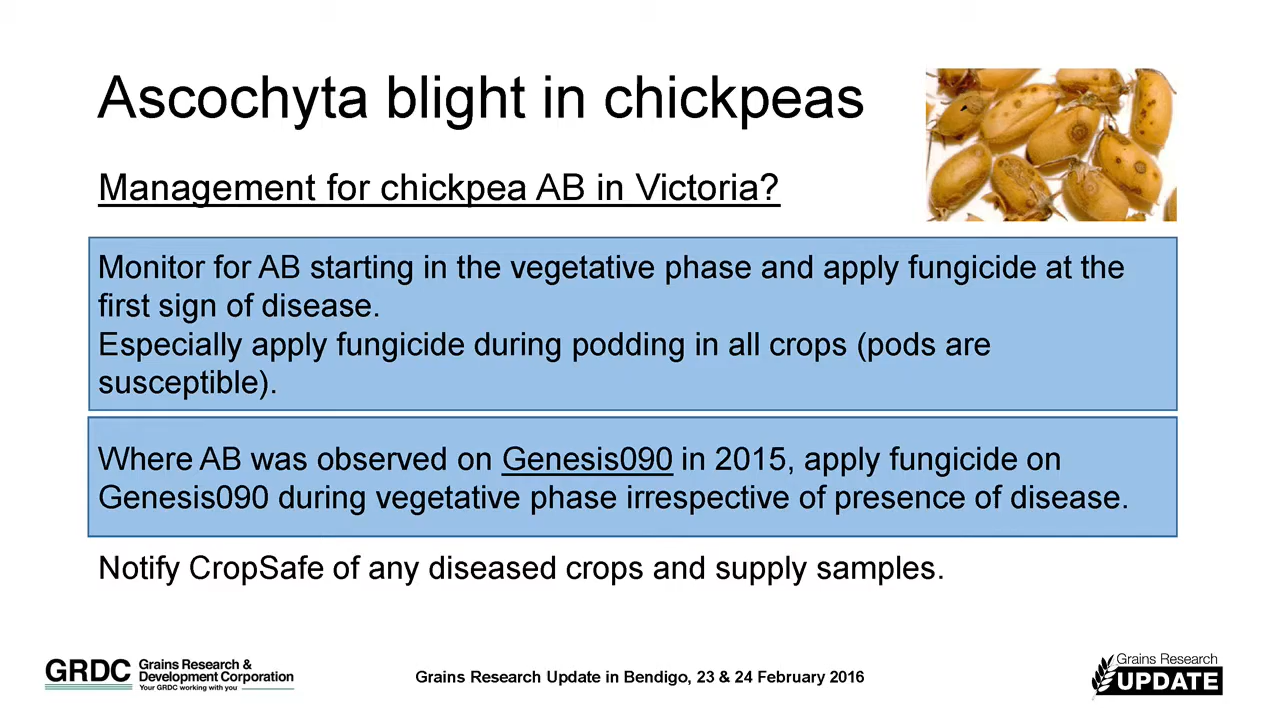 Ascochyta blight in chickpeas
Management for chickpea AB in Victoria?
Monitor for AB starting in the vegetative phase and apply fungicide at the
first sign of disease.
Especially apply fungicide during podding in all crops (pods are
susceptible).
Where AB was observed on Genesis090 in 2015, apply fungicide on
Genesis090 during vegetative phase irrespective of presence of disease.
Notify CropSafe of any diseased crops and supply samples.
GRDC
Grains Research &
Development Corporation
Your GRDC working with you
Grains Research Update in Bendigo, 23 & 24 February 2016
Grains Research
UPDATE